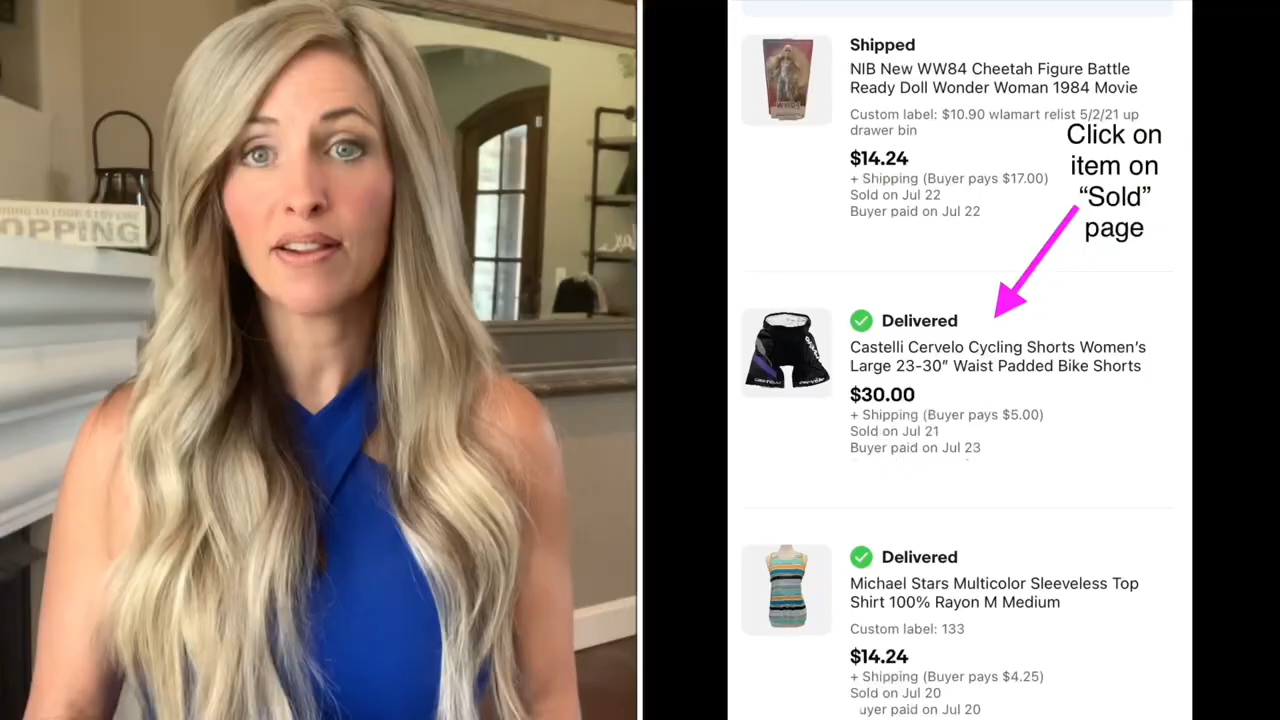 OPPING
Shipped
NIB New WW84 Cheetah Figure Battle
Ready Doll Wonder Woman 1984 Movie
Custom label: $10.90 wlamart relist 5/2/21 up
drawer bin
$14.24
+ Shipping (Buyer pays $17.00)
Sold on Jul 22
Buyer paid on Jul 22
Click on
item on
“Sold”
page
Delivered
Castelli Cervelo Cycling Shorts Women’s
Large 23-30” Waist Padded Bike Shorts
$30.00
+ Shipping (Buyer pays $5.00)
Sold on Jul 21
Buyer paid on Jul 23
Delivered
Michael Stars Multicolor Sleeveless Top
Shirt 100% Rayon M Medium
Custom label: 133
$14.24
+ Shipping (Buyer pays $4.25)
Sold on Jul 20
uyer paid on Jul 20